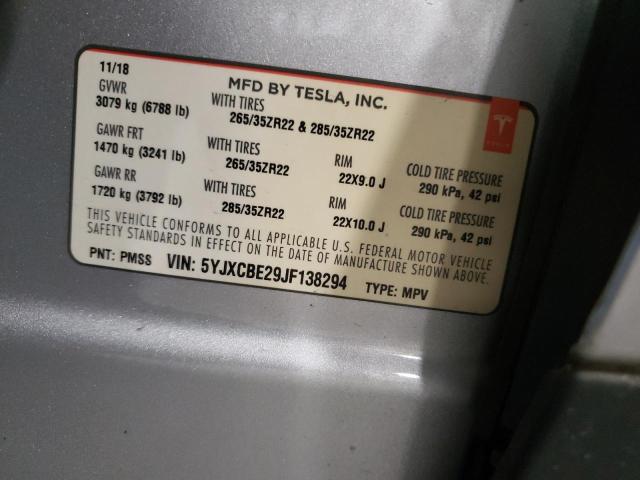 11/18
MFD BY TESLA, INC.
GVWR
3079 kg (6788 lb)
WITH TIRES
265/35ZR22 & 285/35ZR22
GAWR FRT
1470 kg (3241 lb)
WITH TIRES
265/35ZR22
RIM
22X9.0 J
COLD TIRE PRESSURE
290 kPa, 42 psi
GAWR RR
1720 kg (3792 lb)
WITH TIRES
285/35ZR22
RIM
22X10.0 J
COLD TIRE PRESSURE
290 kPa, 42 psi
THIS VEHICLE CONFORMS TO ALL APPLICABLE U.S. FEDERAL MOTOR VEHICLE
SAFETY STANDARDS IN EFFECT ON THE DATE OF MANUFACTURE SHOWN ABOVE.
PNT: PMSS VIN: 5YJXCBE29JF138294 TYPE: MPV
TESLA